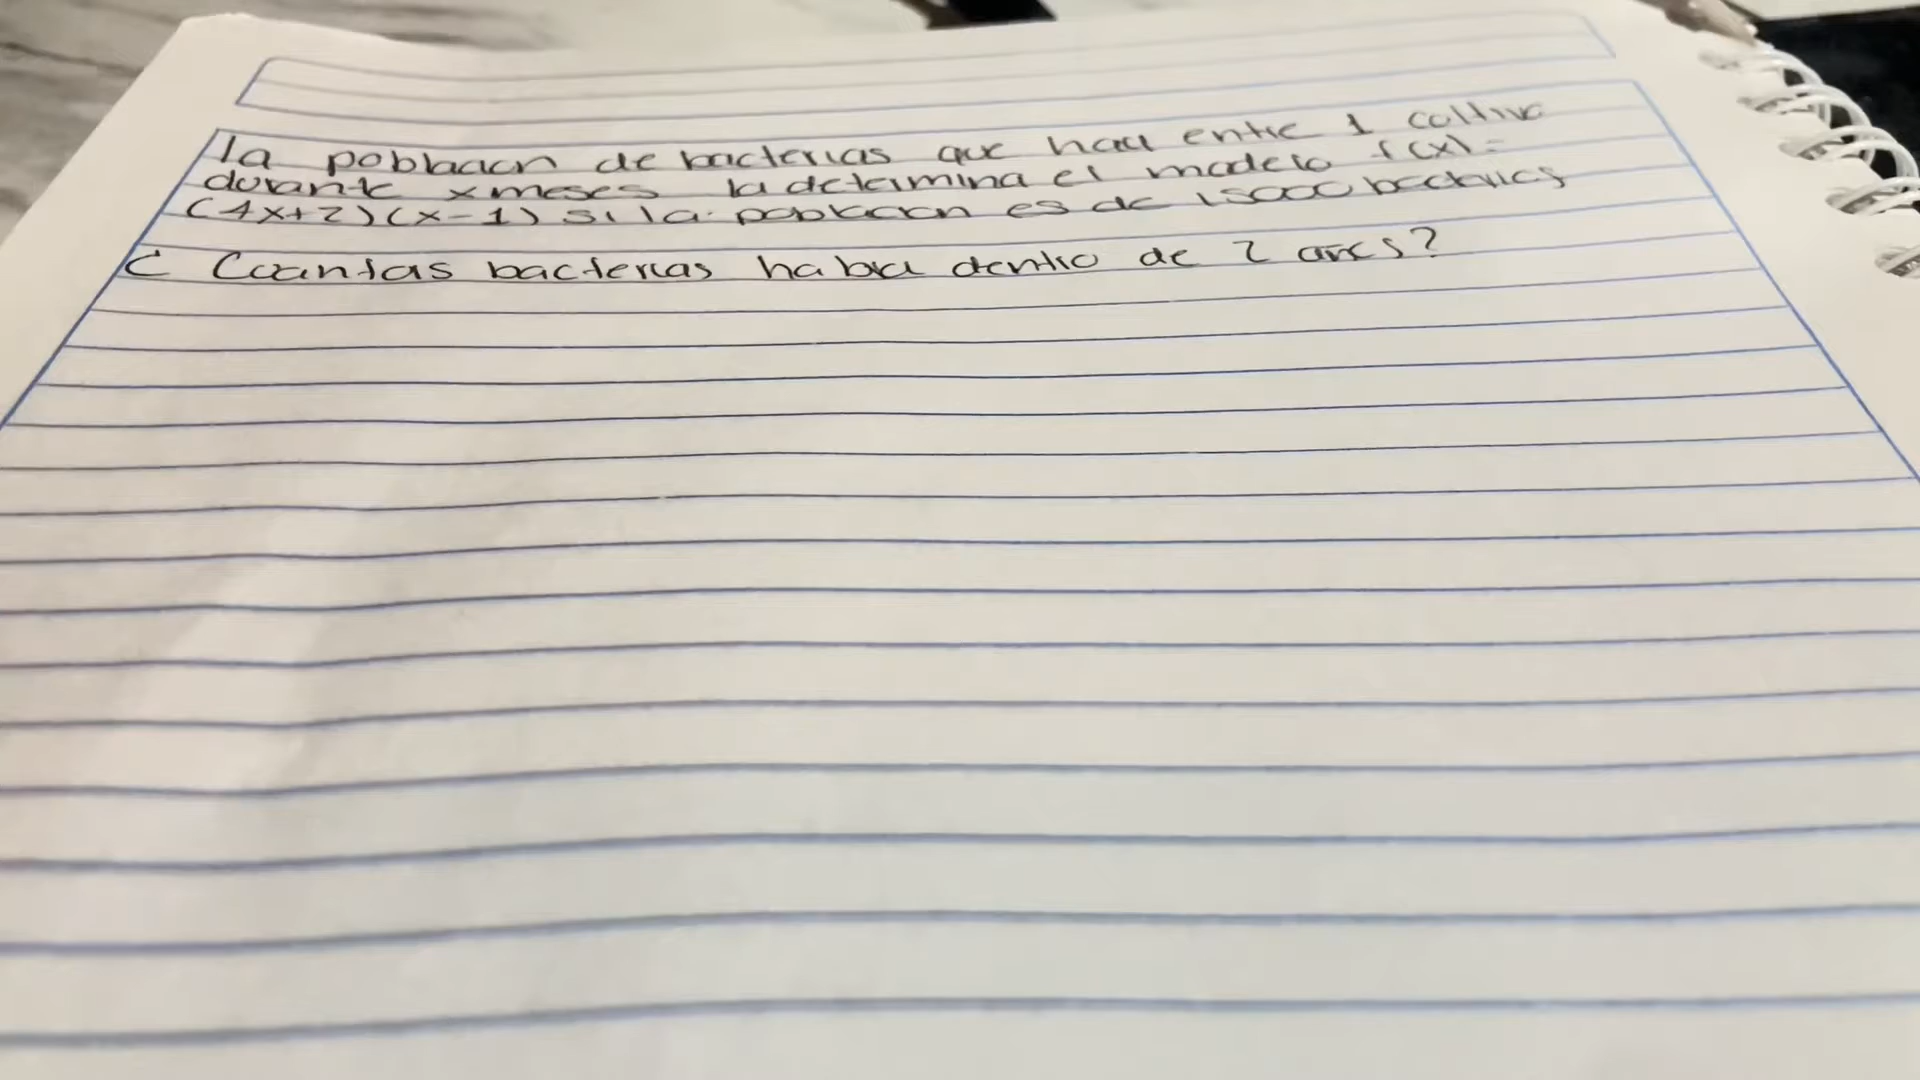 la poblacion de bacterias que hay entre 1 cultivo
durante x meses la determina el modelo f(x)=
(4x+2)(x-1) si la poblacion es de 15000 bacterias
¿ Cuantas bacterias habra dentro de 2 años?